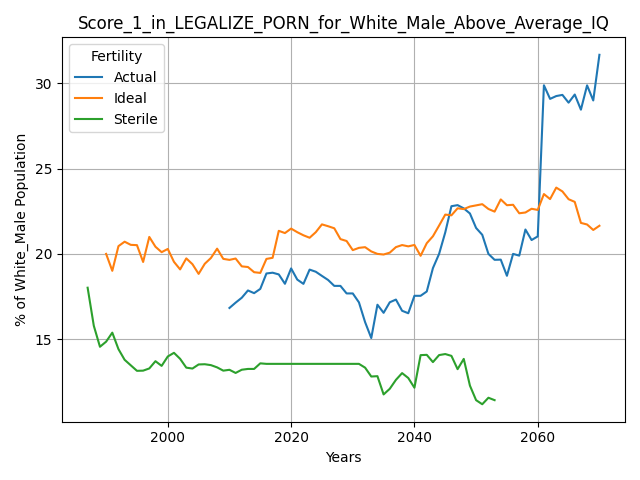 Score_1_in_LEGALIZE_PORN_for_White_Male_Above_Average_IQ
Fertility
Actual
Ideal
Sterile
% of White_Male Population
30
25
20
15
2000
2020
2040
2060
Years